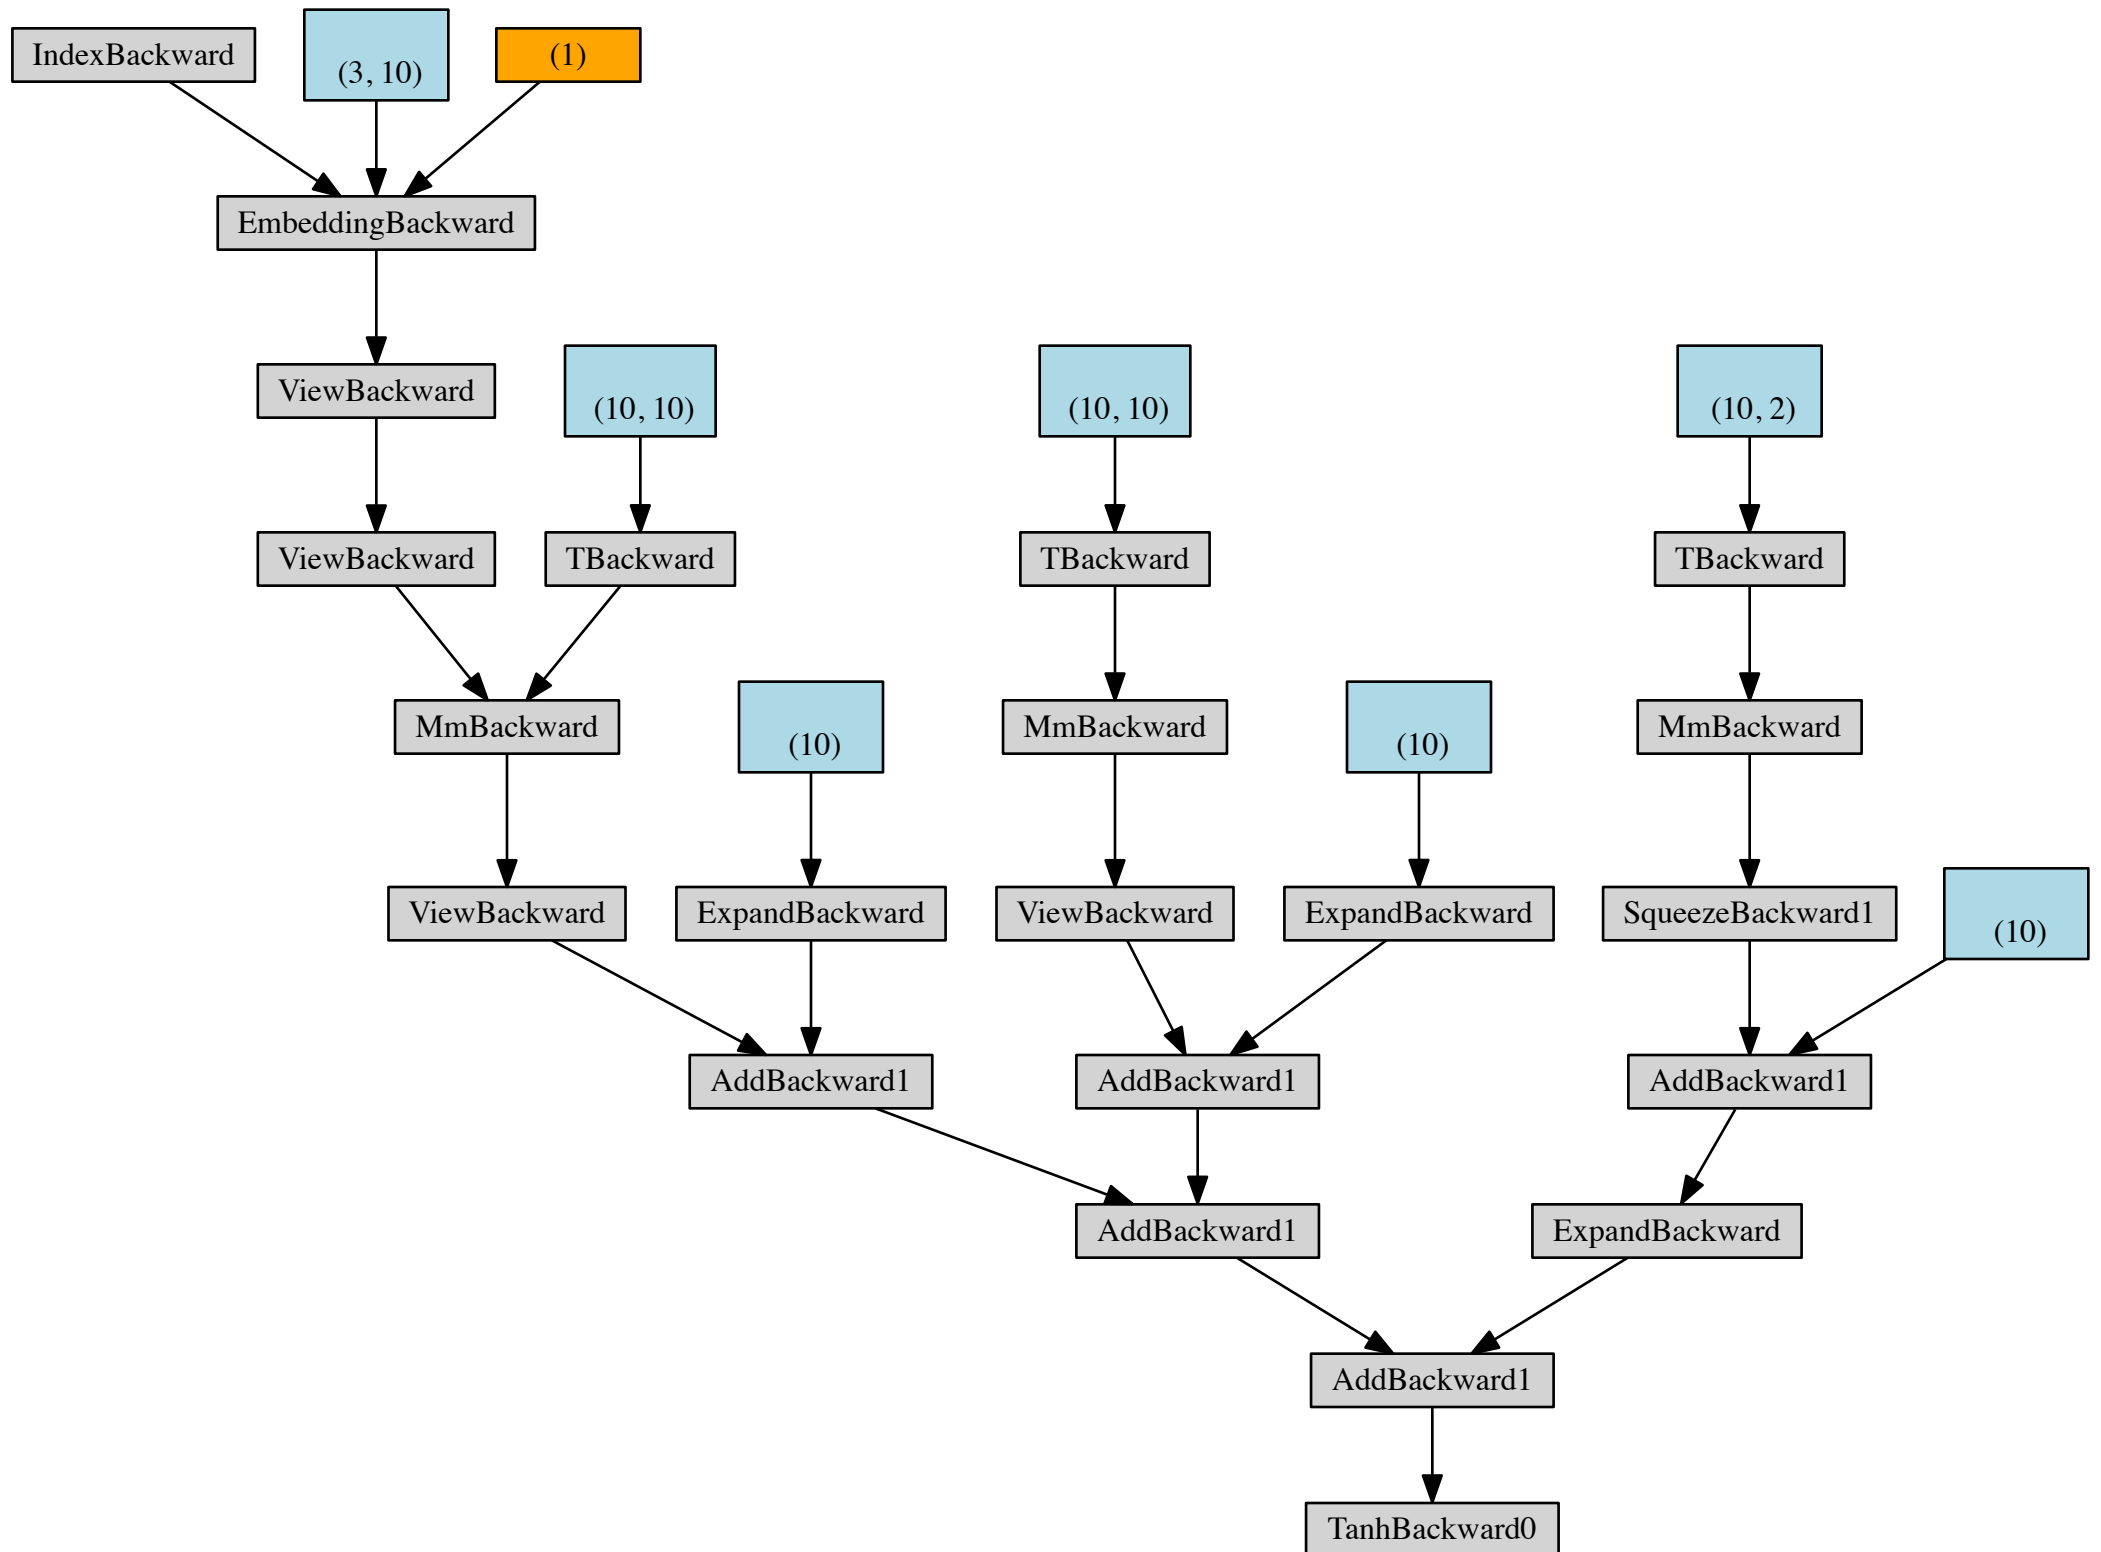 IndexBackward
(3, 10)
(1)
EmbeddingBackward
ViewBackward
(10, 10)
(10, 10)
(10, 2)
ViewBackward
TBackward
TBackward
TBackward
MmBackward
(10)
MmBackward
(10)
MmBackward
ViewBackward
ExpandBackward
ViewBackward
ExpandBackward
SqueezeBackward1
(10)
AddBackward1
AddBackward1
AddBackward1
AddBackward1
ExpandBackward
AddBackward1
TanhBackward0